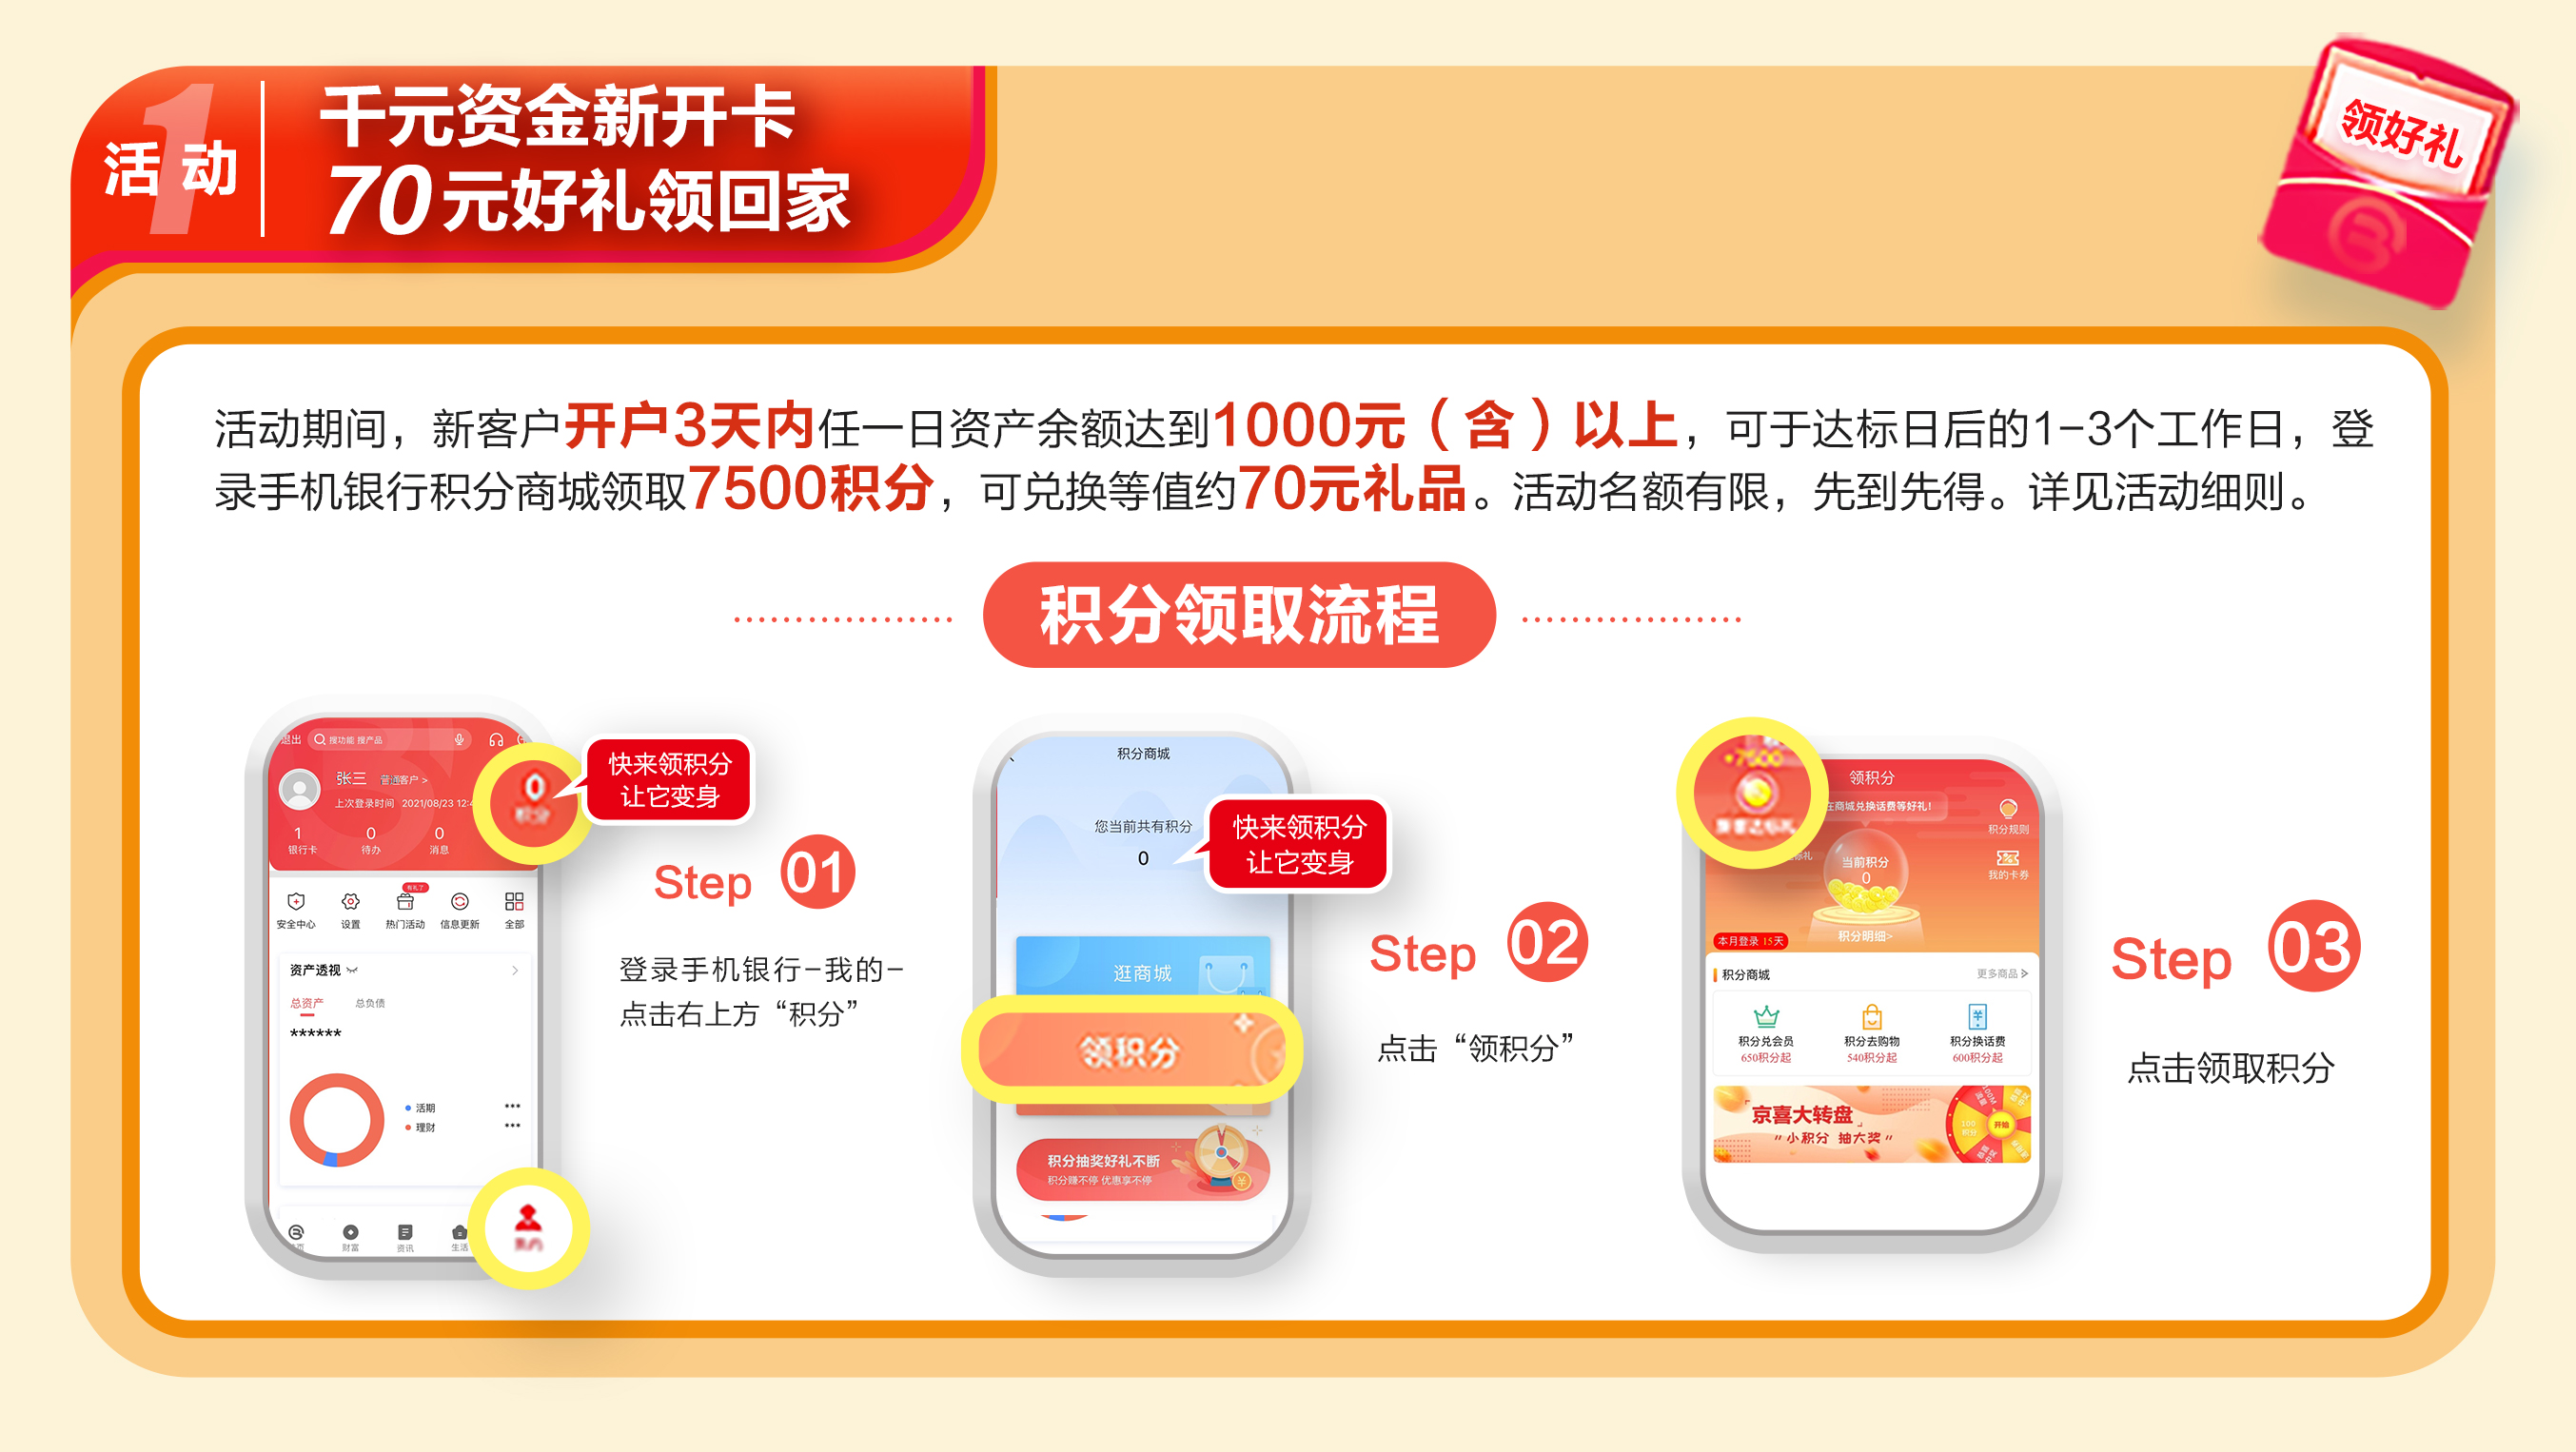 活动
1
千元资金新开卡
70元好礼领回家
领好礼
活动期间，新客户开户3天内任一日资产余额达到1000元（含）以上，可于达标日后的1-3个工作日，登
录手机银行积分商城领取7500积分，可兑换等值约70元礼品。活动名额有限，先到先得。详见活动细则。
积分领取流程
退出
搜功能 搜产品
张三 普通客户 >
上次登录时间 2021/08/23 12:4
1
银行卡
0
待办
0
消息
0
积分
快来领积分
让它变身
有礼了
安全中心
设置
热门活动
信息更新
全部
资产透视
总资产
总负债
******
活期 ***
理财 ***
财富
资讯
生活
Step 01
登录手机银行-我的-
点击右上方“积分”
积分商城
您当前共有积分
0
快来领积分
让它变身
逛商城
领积分
积分抽奖好礼不断
积分赚不停 优惠享不停
Step 02
点击“领积分”
+7500
领积分
在商城兑换话费等好礼！
积分规则
我的卡券
当前积分
0
积分明细>
本月登录 15天
积分商城
更多商品 >
积分兑会员
650积分起
积分去购物
540积分起
积分换话费
600积分起
京喜大转盘
小积分 抽大奖
开始
100
积分
Step 03
点击领取积分